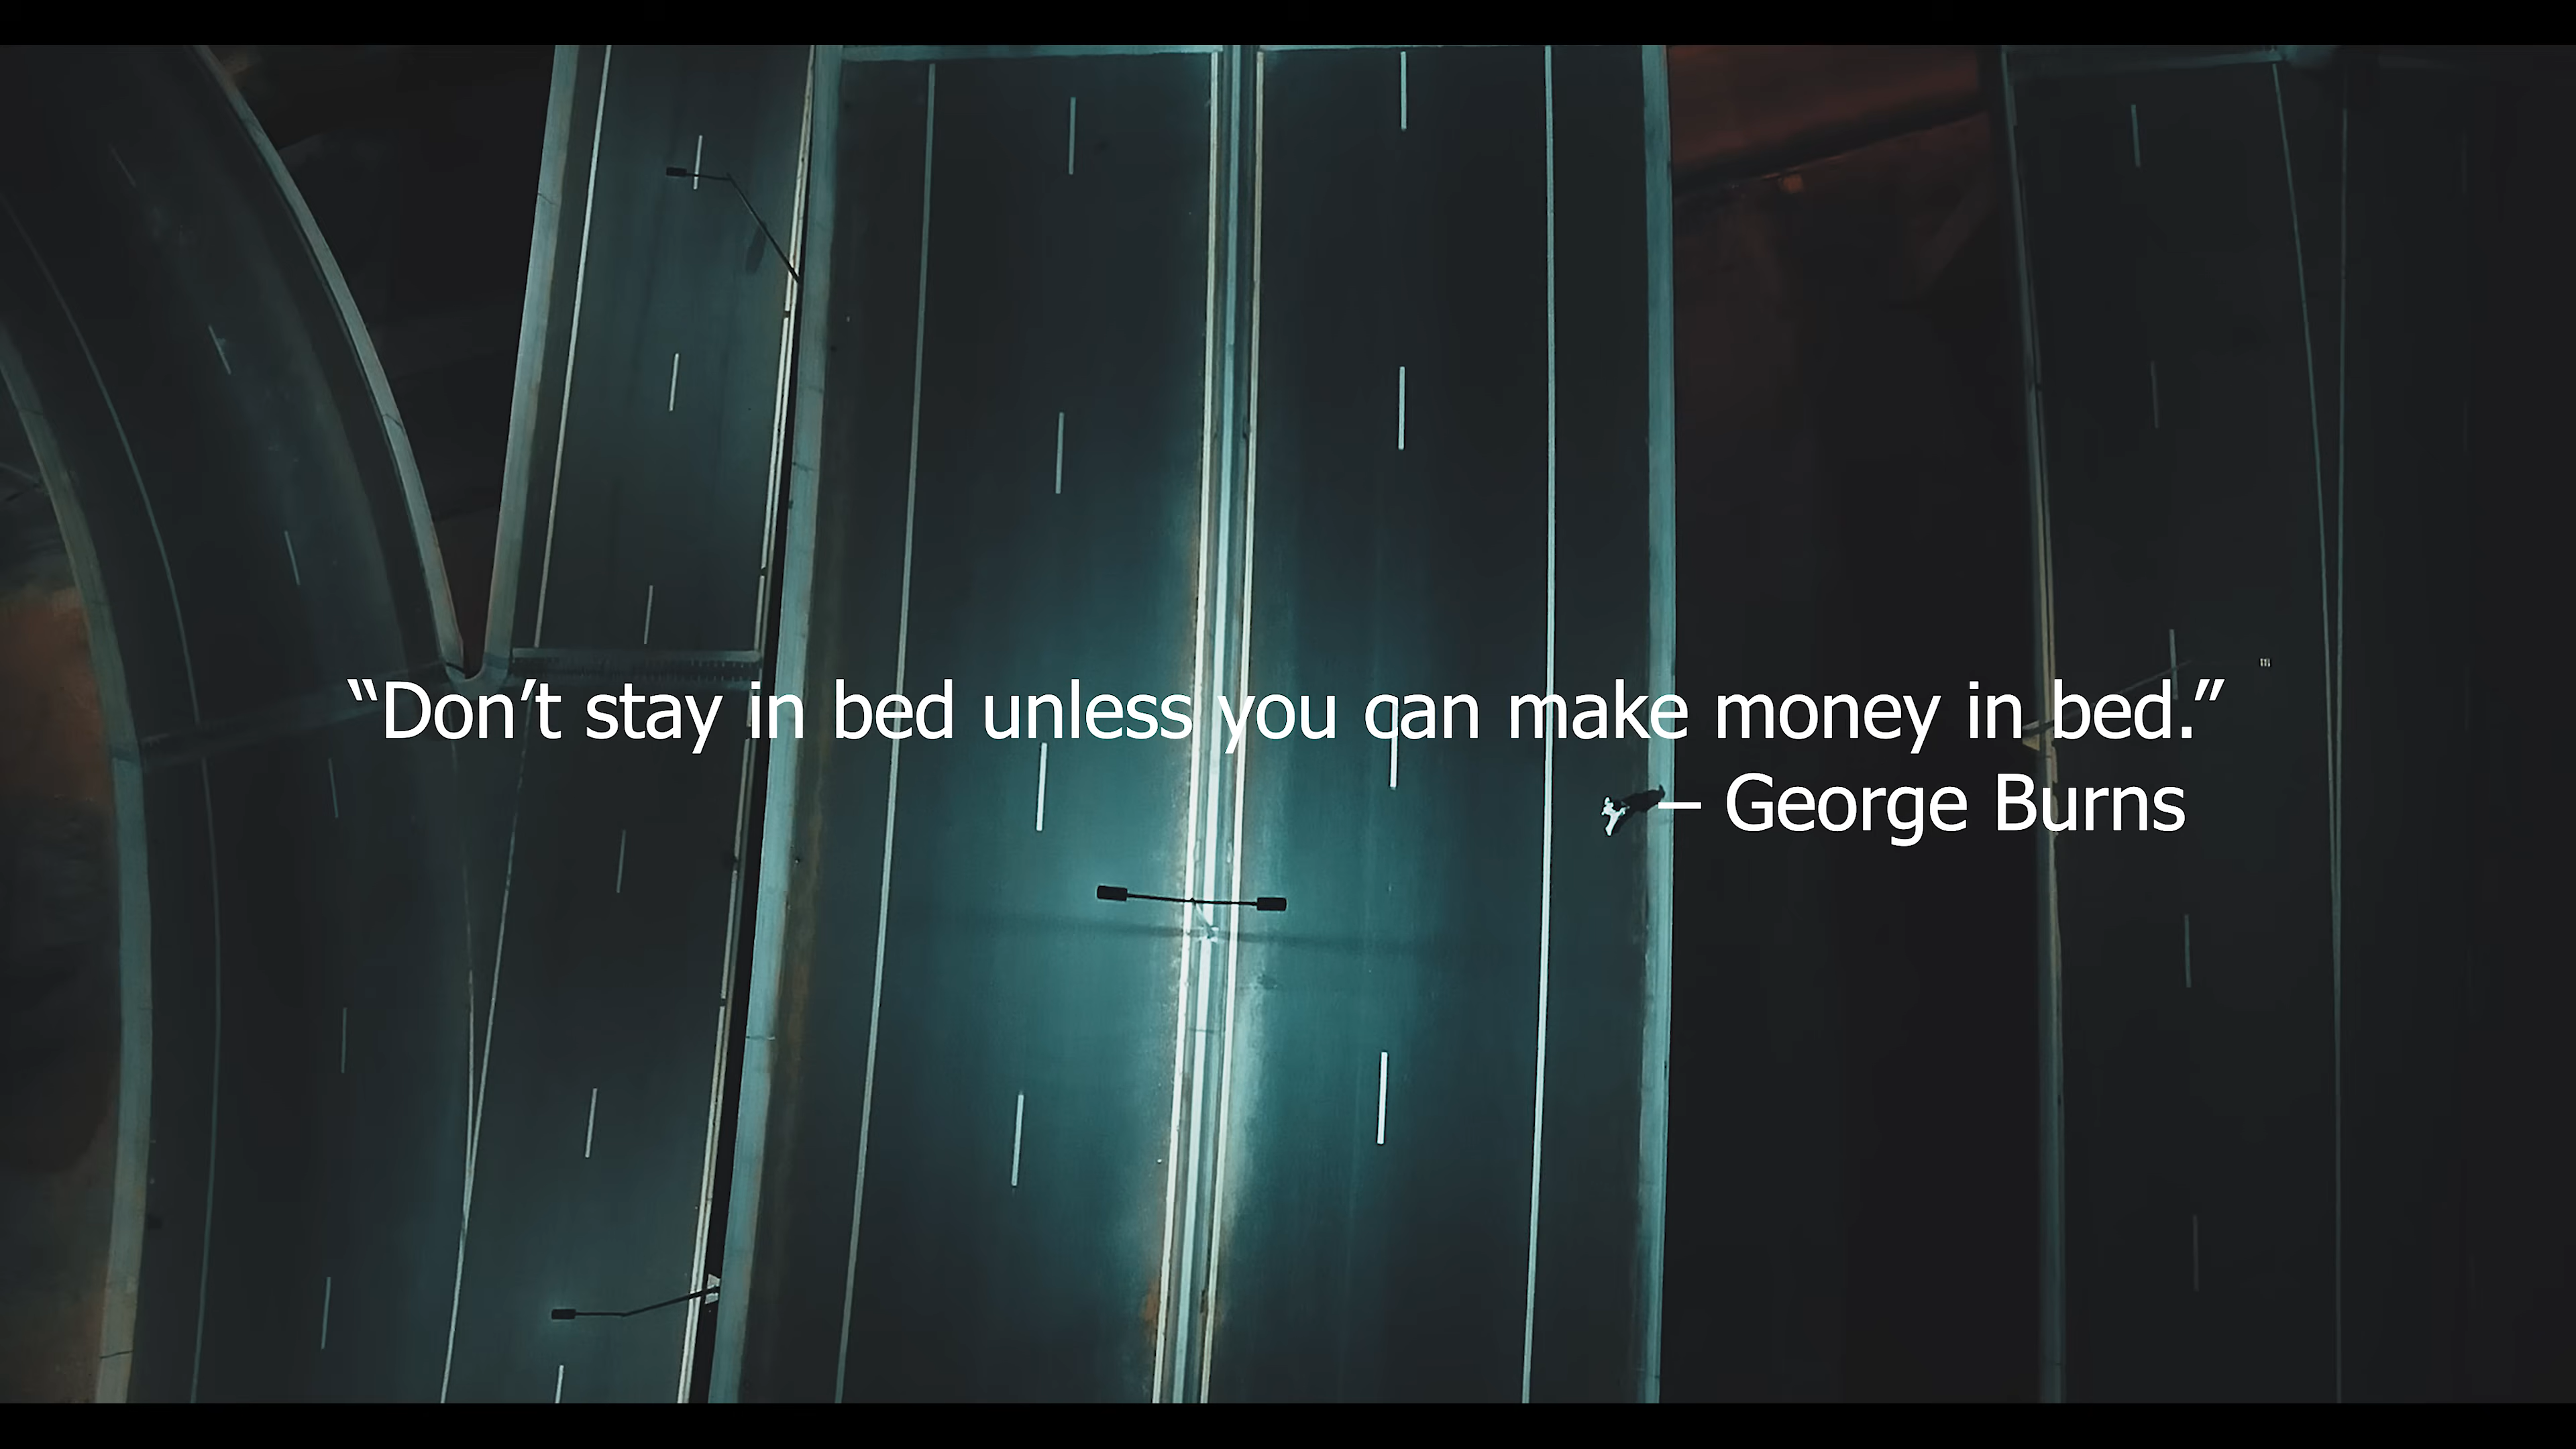 “Don’t stay in bed unless you can make money in bed.”
– George Burns